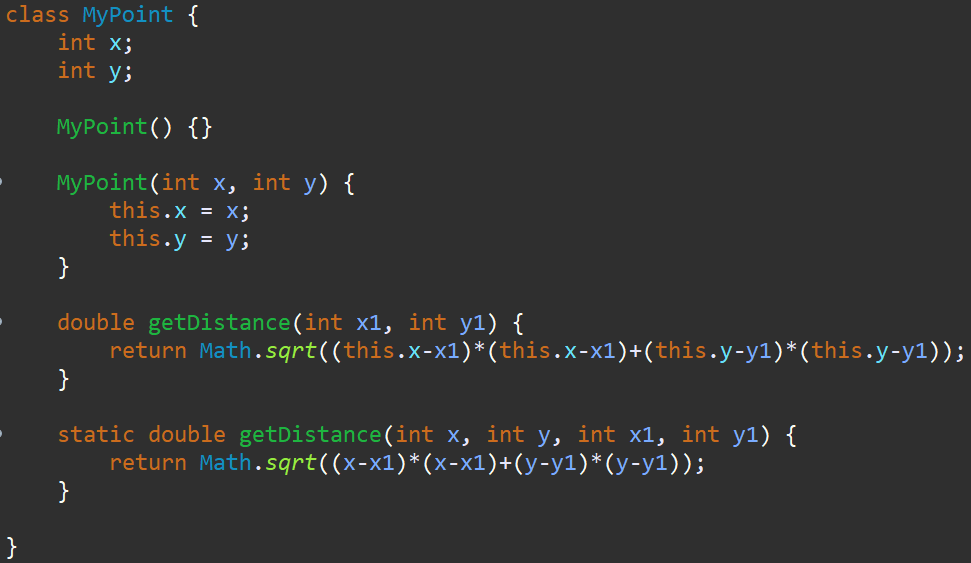 class MyPoint {
    int x;
    int y;

    MyPoint() {}

    MyPoint(int x, int y) {
        this.x = x;
        this.y = y;
    }

    double getDistance(int x1, int y1) {
        return Math.sqrt((this.x-x1)*(this.x-x1)+(this.y-y1)*(this.y-y1));
    }

    static double getDistance(int x, int y, int x1, int y1) {
        return Math.sqrt((x-x1)*(x-x1)+(y-y1)*(y-y1));
    }

}